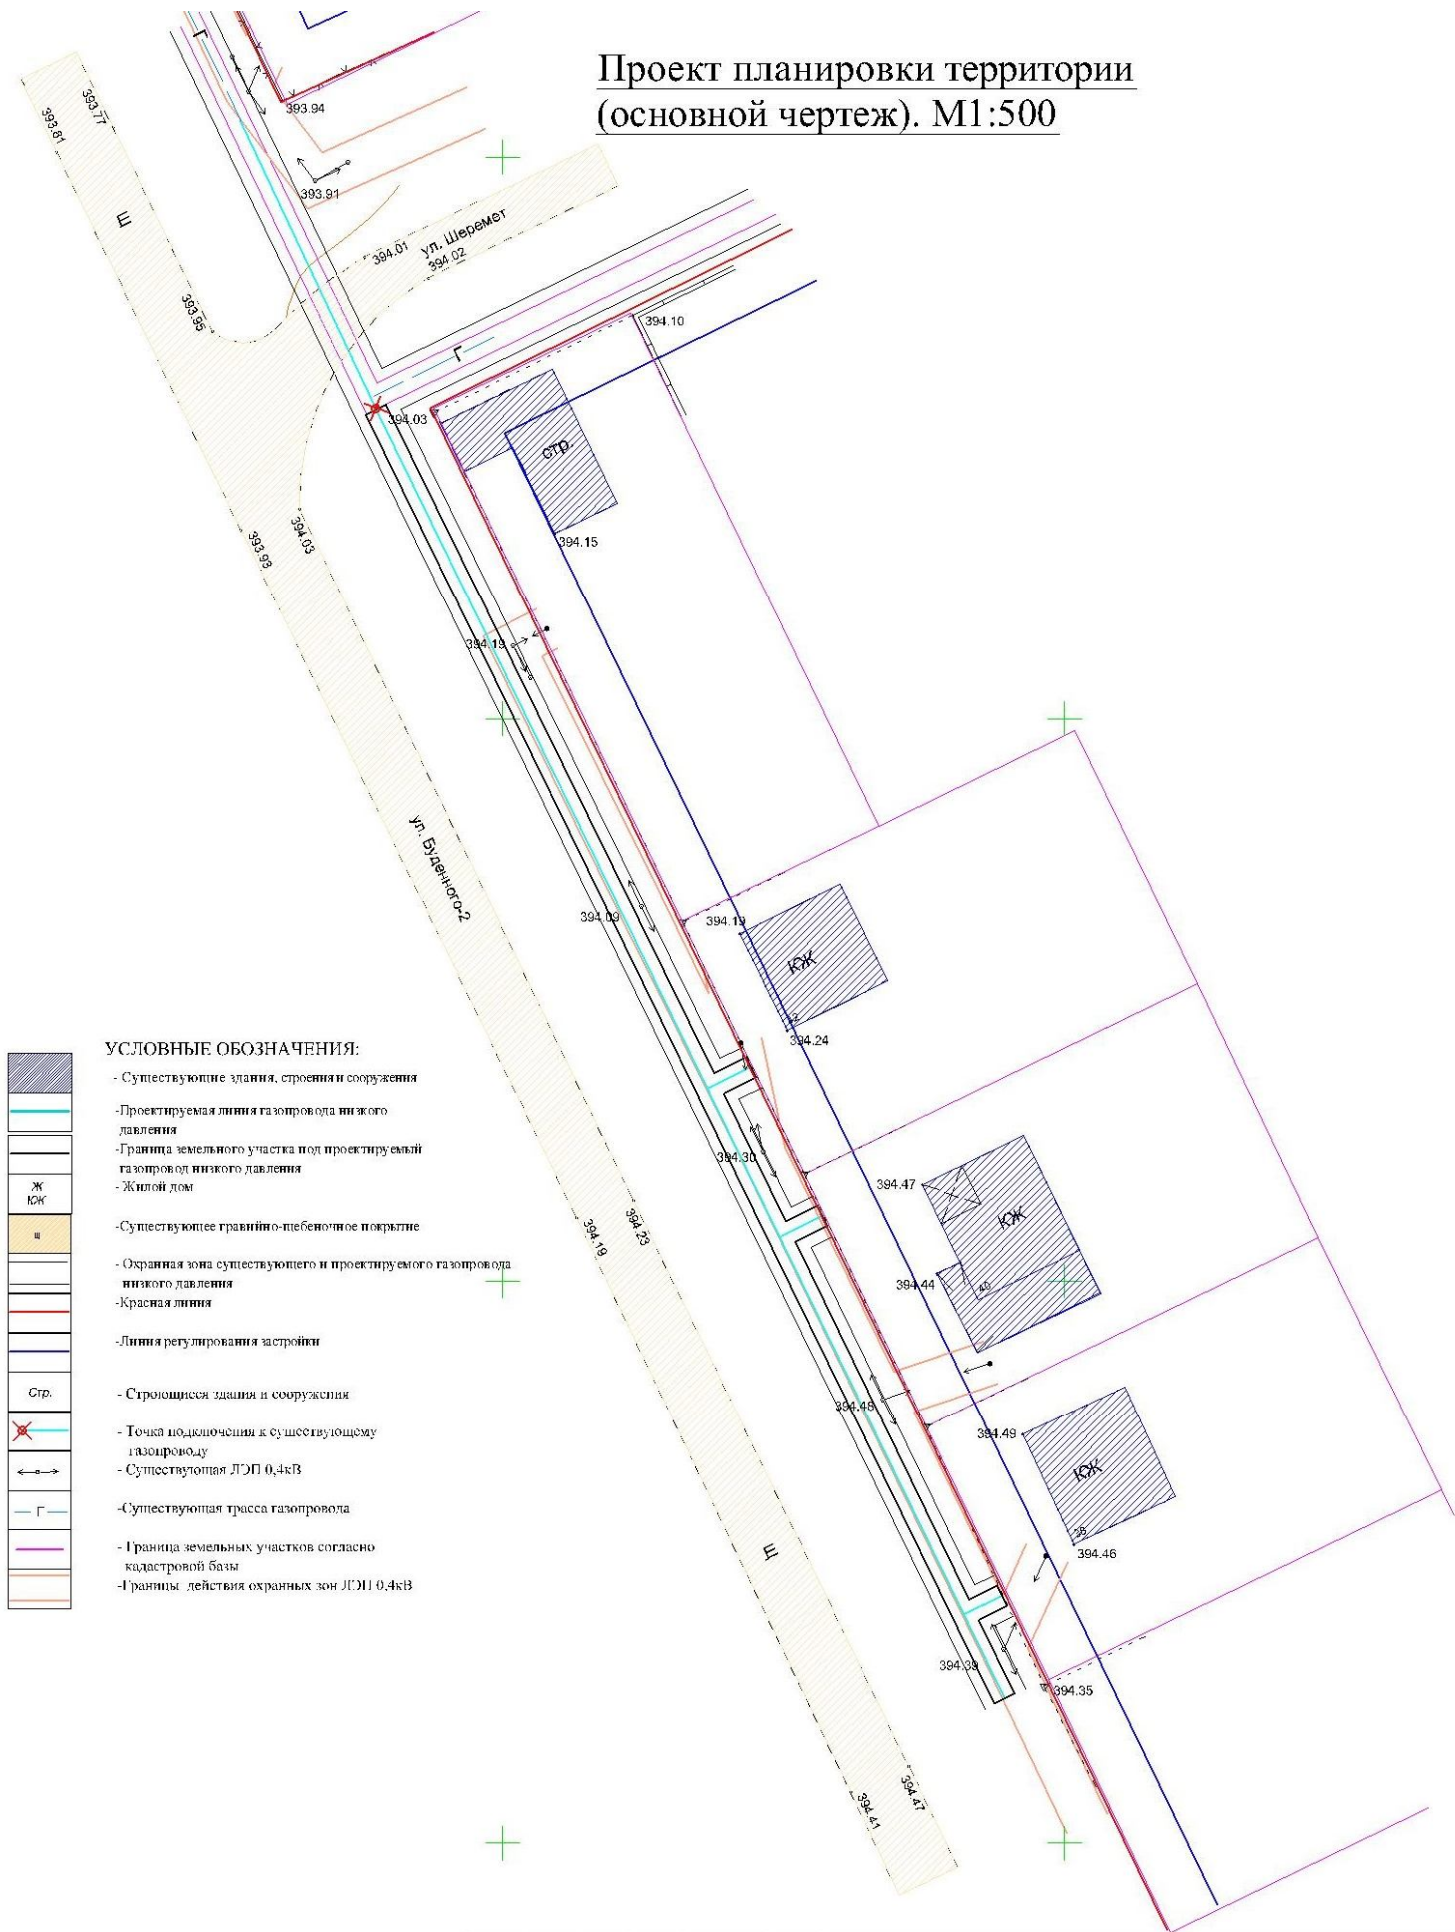 Проект планировки территории
(основной чертеж). М1:500
Г
393.94
393.77
393.81
393.91
Щ
394.01
ул. Шеремет
394.02
393.95
394.10
Г
394.03
стр.
394.15
393.93
394.03
394.19
ул. Буденного-2
394.09
394.19
КЖ
394.24
394.30
394.47
КЖ
394.19
394.23
394.44
40
394.48
394.49
КЖ
394.46
Щ
394.39
394.35
394.41
394.47
УСЛОВНЫЕ ОБОЗНАЧЕНИЯ:
- Существующие здания, строения и сооружения
-Проектируемая линия газопровода низкого
давления
-Граница земельного участка под проектируемый
газопровод низкого давления
Ж
КЖ
- Жилой дом
щ
-Существующее гравийно-щебеночное покрытие
- Охранная зона существующего и проектируемого газопровода
низкого давления
-Красная линия
-Линия регулирования застройки
Стр.
- Строющиеся здания и сооружения
- Точка подключения к существующему
газопроводу
- Существующая ЛЭП 0,4кВ
Г
-Существующая трасса газопровода
- Граница земельных участков согласно
кадастровой базы
-Границы действия охранных зон ЛЭП 0,4кВ